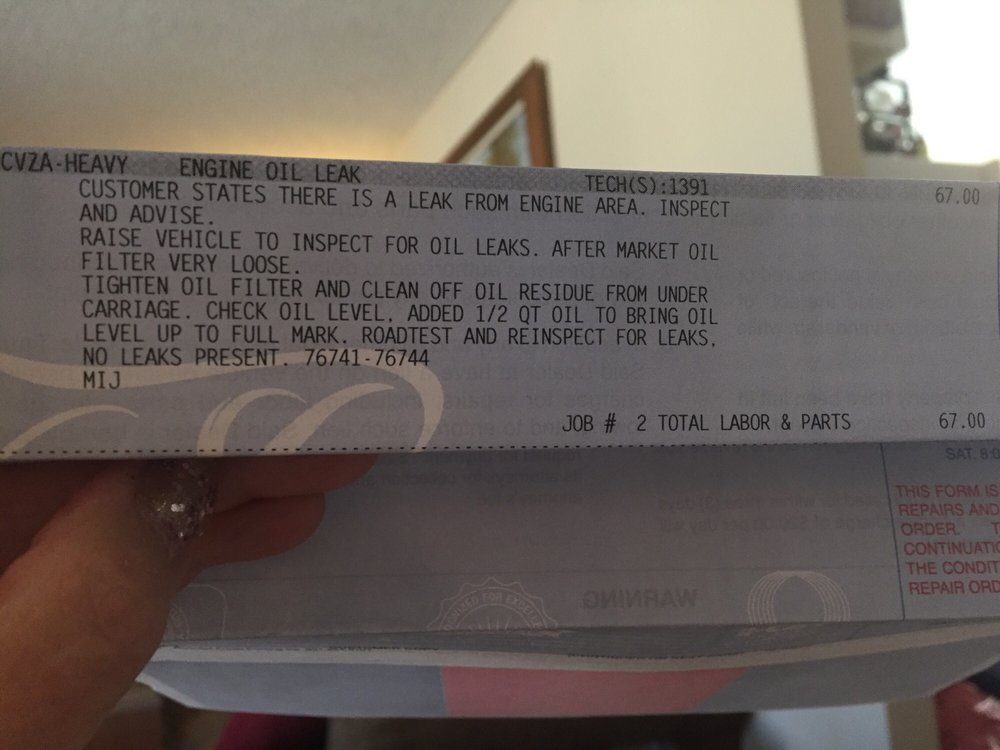 CVZA-HEAVY ENGINE OIL LEAK TECH(S):1391 67.00
CUSTOMER STATES THERE IS A LEAK FROM ENGINE AREA. INSPECT
AND ADVISE.
RAISE VEHICLE TO INSPECT FOR OIL LEAKS. AFTER MARKET OIL
FILTER VERY LOOSE.
TIGHTEN OIL FILTER AND CLEAN OFF OIL RESIDUE FROM UNDER
CARRIAGE. CHECK OIL LEVEL, ADDED 1/2 QT OIL TO BRING OIL
LEVEL UP TO FULL MARK. ROADTEST AND REINSPECT FOR LEAKS,
NO LEAKS PRESENT. 76741-76744
MIJ
JOB # 2 TOTAL LABOR & PARTS 67.00
SAT. 8:0
THIS FORM IS
REPAIRS AND
ORDER. T
CONTINUATIO
THE CONDIT
REPAIR ORD
WARNING